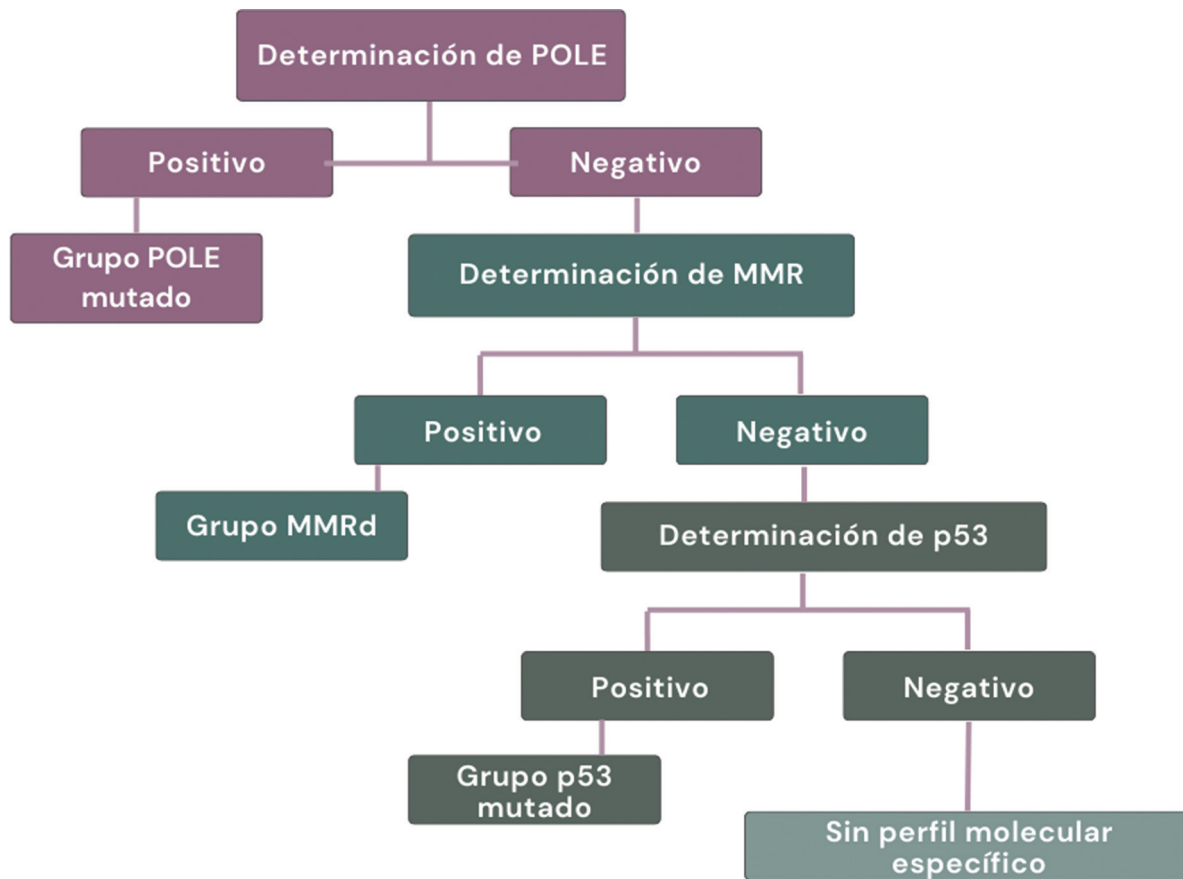 Determinación de POLE
Positivo
Negativo
Grupo POLE
mutado
Determinación de MMR
Positivo
Negativo
Grupo MMRd
Determinación de p53
Positivo
Negativo
Grupo p53
mutado
Sin perfil molecular
específico